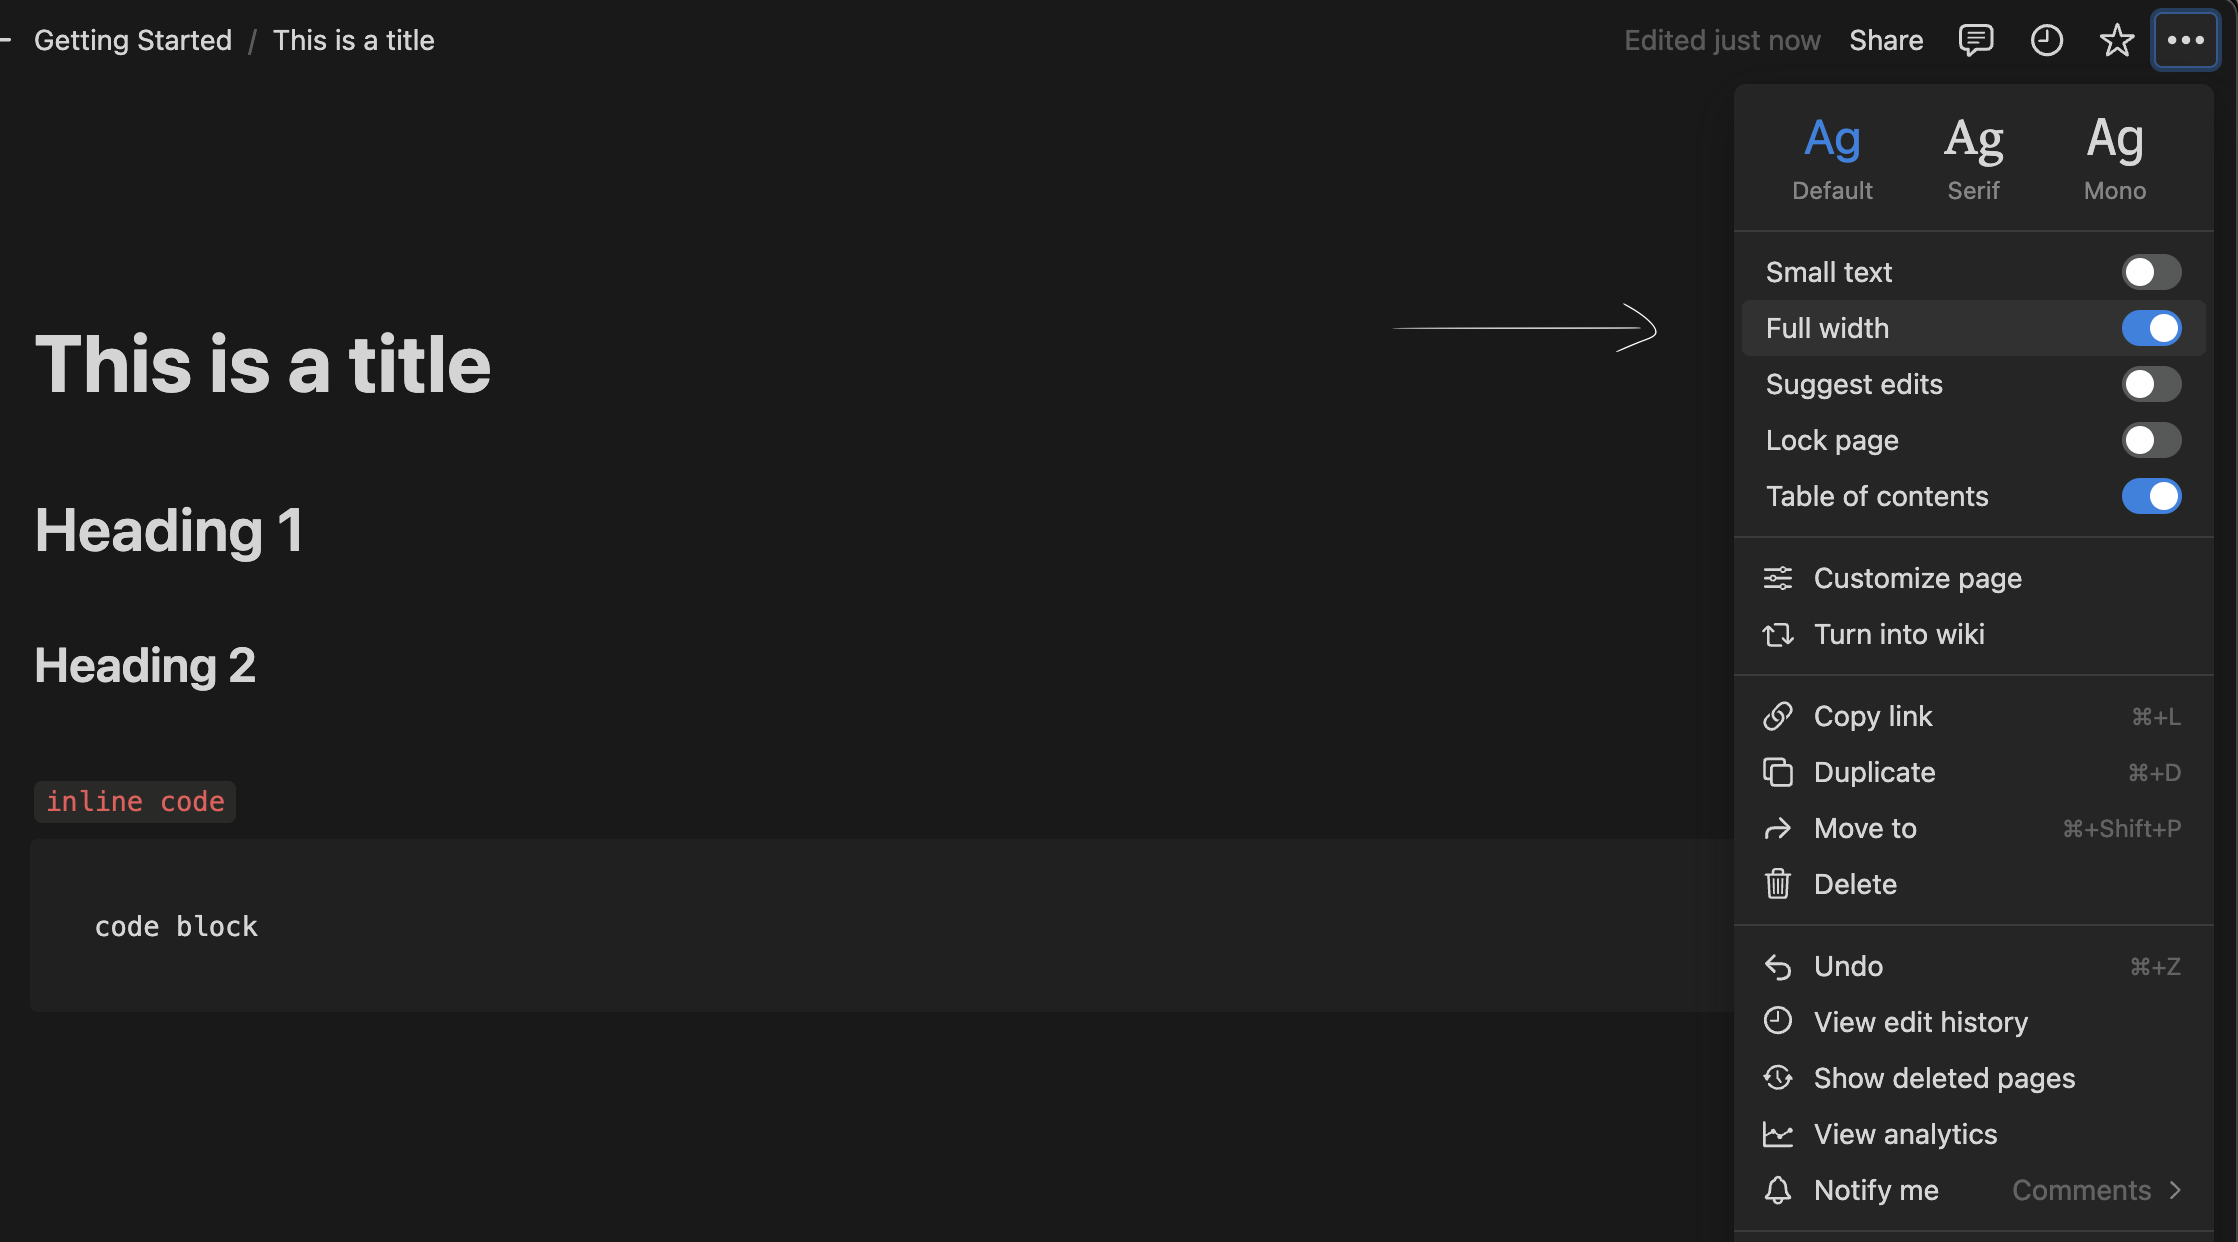 Getting Started / This is a title
Edited just now Share
Ag Ag Ag
Default Serif Mono
This is a title
Heading 1
Heading 2
inline code
code block
Small text
Full width
Suggest edits
Lock page
Table of contents
Customize page
Turn into wiki
Copy link ⌘+L
Duplicate ⌘+D
Move to ⌘+Shift+P
Delete
Undo ⌘+Z
View edit history
Show deleted pages
View analytics
Notify me Comments